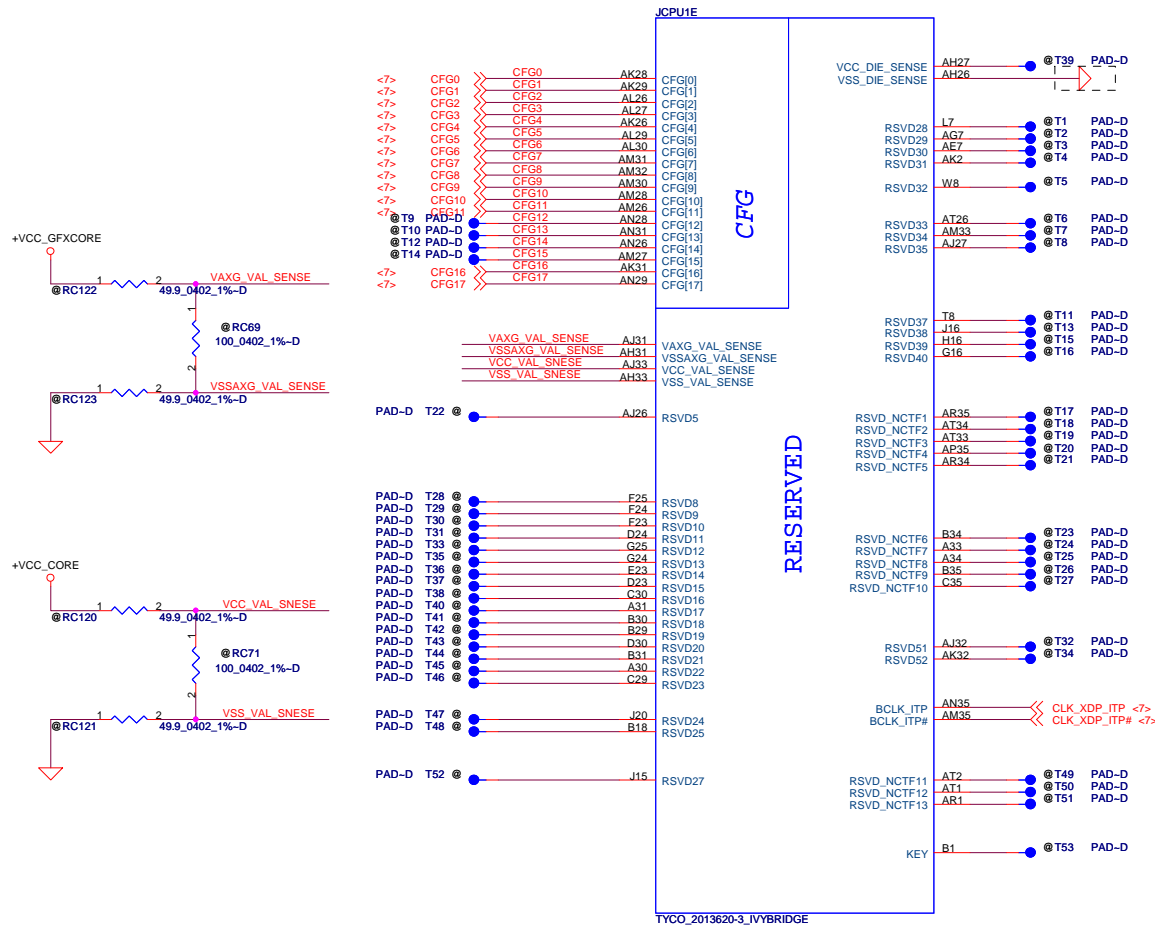 JCPU1E
<7> CFG0 CFG0 AK28 CFG[0]
<7> CFG1 CFG1 AK29 CFG[1]
<7> CFG2 CFG2 AL26 CFG[2]
<7> CFG3 CFG3 AL27 CFG[3]
<7> CFG4 CFG4 AK26 CFG[4]
<7> CFG5 CFG5 AL29 CFG[5]
<7> CFG6 CFG6 AL30 CFG[6]
<7> CFG7 CFG7 AM31 CFG[7]
<7> CFG8 CFG8 AM32 CFG[8]
<7> CFG9 CFG9 AM30 CFG[9]
<7> CFG10 CFG10 AM28 CFG[10]
<7> CFG11 CFG11 AM26 CFG[11]
@T9 PAD~D CFG12 AN28 CFG[12]
@T10 PAD~D CFG13 AN31 CFG[13]
@T12 PAD~D CFG14 AN26 CFG[14]
@T14 PAD~D CFG15 AM27 CFG[15]
<7> CFG16 CFG16 AK31 CFG[16]
<7> CFG17 CFG17 AN29 CFG[17]
CFG
VAXG_VAL_SENSE AJ31 VAXG_VAL_SENSE
VSSAXG_VAL_SENSE AH31 VSSAXG_VAL_SENSE
VCC_VAL_SNESE AJ33 VCC_VAL_SENSE
VSS_VAL_SNESE AH33 VSS_VAL_SENSE
PAD~D T22 @ AJ26 RSVD5
RESERVED
PAD~D T28 @ F25 RSVD8
PAD~D T29 @ F24 RSVD9
PAD~D T30 @ F23 RSVD10
PAD~D T31 @ D24 RSVD11
PAD~D T33 @ G25 RSVD12
PAD~D T35 @ G24 RSVD13
PAD~D T36 @ E23 RSVD14
PAD~D T37 @ D23 RSVD15
PAD~D T38 @ C30 RSVD16
PAD~D T40 @ A31 RSVD17
PAD~D T41 @ B30 RSVD18
PAD~D T42 @ B29 RSVD19
PAD~D T43 @ D30 RSVD20
PAD~D T44 @ B31 RSVD21
PAD~D T45 @ A30 RSVD22
PAD~D T46 @ C29 RSVD23
PAD~D T47 @ J20 RSVD24
PAD~D T48 @ B18 RSVD25
PAD~D T52 @ J15 RSVD27
VCC_DIE_SENSE AH27 @T39 PAD~D
VSS_DIE_SENSE AH26
RSVD28 L7 @T1 PAD~D
RSVD29 AG7 @T2 PAD~D
RSVD30 AE7 @T3 PAD~D
RSVD31 AK2 @T4 PAD~D
RSVD32 W8 @T5 PAD~D
RSVD33 AT26 @T6 PAD~D
RSVD34 AM33 @T7 PAD~D
RSVD35 AJ27 @T8 PAD~D
RSVD37 T8 @T11 PAD~D
RSVD38 J16 @T13 PAD~D
RSVD39 H16 @T15 PAD~D
RSVD40 G16 @T16 PAD~D
RSVD_NCTF1 AR35 @T17 PAD~D
RSVD_NCTF2 AT34 @T18 PAD~D
RSVD_NCTF3 AT33 @T19 PAD~D
RSVD_NCTF4 AP35 @T20 PAD~D
RSVD_NCTF5 AR34 @T21 PAD~D
RSVD_NCTF6 B34 @T23 PAD~D
RSVD_NCTF7 A33 @T24 PAD~D
RSVD_NCTF8 A34 @T25 PAD~D
RSVD_NCTF9 B35 @T26 PAD~D
RSVD_NCTF10 C35 @T27 PAD~D
RSVD51 AJ32 @T32 PAD~D
RSVD52 AK32 @T34 PAD~D
BCLK_ITP AN35 CLK_XDP_ITP <7>
BCLK_ITP# AM35 CLK_XDP_ITP# <7>
RSVD_NCTF11 AT2 @T49 PAD~D
RSVD_NCTF12 AT1 @T50 PAD~D
RSVD_NCTF13 AR1 @T51 PAD~D
KEY B1 @T53 PAD~D
TYCO_2013620-3_IVYBRIDGE
+VCC_GFXCORE
1 2 VAXG_VAL_SENSE
@RC122 49.9_0402_1%~D
1
@RC69
100_0402_1%~D
2
1 2 VSSAXG_VAL_SENSE
@RC123 49.9_0402_1%~D
+VCC_CORE
1 2 VCC_VAL_SNESE
@RC120 49.9_0402_1%~D
1
@RC71
100_0402_1%~D
2
1 2 VSS_VAL_SNESE
@RC121 49.9_0402_1%~D